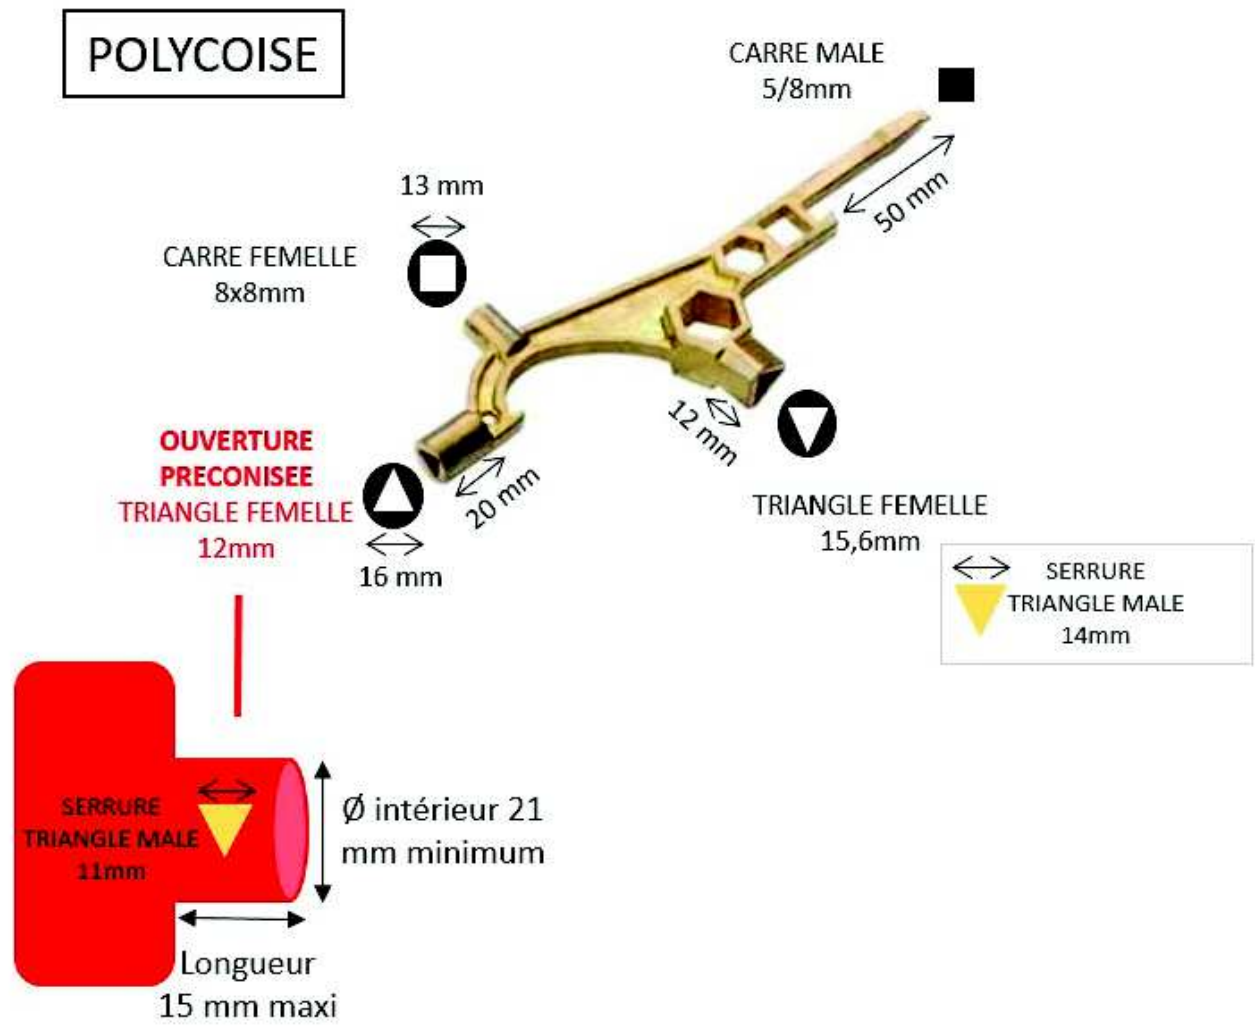 POLYCOISE
CARRE MALE
5/8mm
50 mm
13 mm
CARRE FEMELLE
8x8mm
12 mm
OUVERTURE
PRECONISEE
TRIANGLE FEMELLE
12mm
20 mm
16 mm
TRIANGLE FEMELLE
15,6mm
SERRURE
TRIANGLE MALE
14mm
SERRURE
TRIANGLE MALE
11mm
Ø intérieur 21
mm minimum
Longueur
15 mm maxi